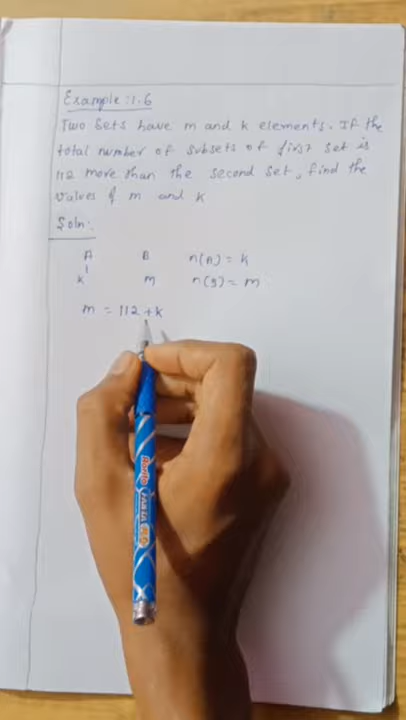 Example : 1.6
Two Sets have m and k elements. If the
total number of subsets of first set is
112 more than the second set, find the
values of m and k
Soln:
A B n(A) = k
k m n(B) = m
m = 112 + k